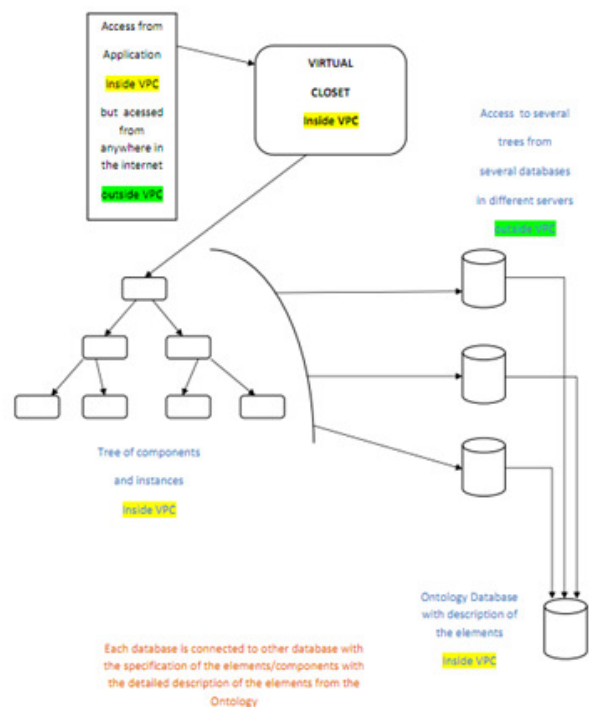 Access from
Application
Inside VPC
but acessed
from
anywhere in
the internet
outside VPC
VIRTUAL
CLOSET
Inside VPC
Access to several
trees from
several databases
in different servers
outside VPC
Tree of components
and instances
Inside VPC
Ontology Database
with description of
the elements
Inside VPC
Each database is connected to other database with
the specification of the elements/components with
the detailed description of the elements from the
Ontology